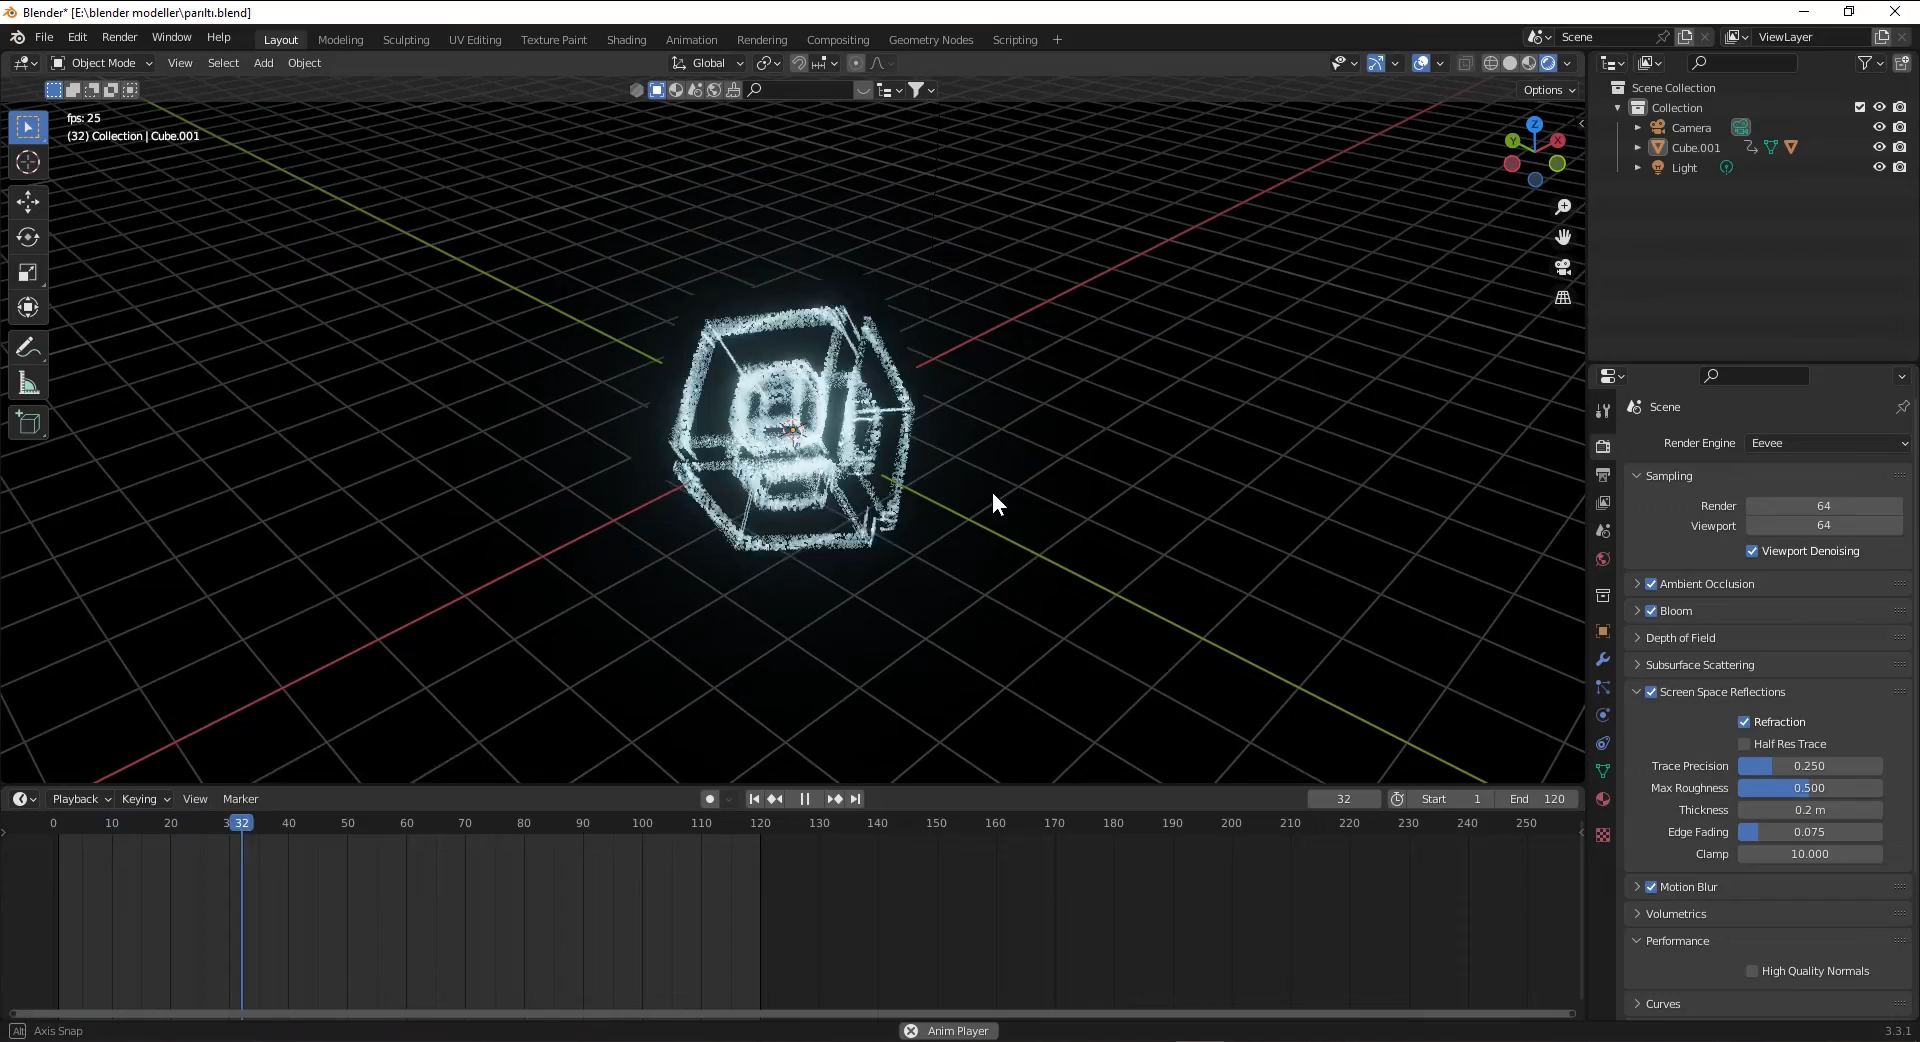 Blender* [E:\blender modeller\parıltı.blend]
File Edit Render Window Help Layout Modeling Sculpting UV Editing Texture Paint Shading Animation Rendering Compositing Geometry Nodes Scripting + Scene ViewLayer
Object Mode View Select Add Object Global
Options
fps: 25
(32) Collection | Cube.001
Z
Y X
Scene Collection
Collection
Camera
Cube.001
Light
Scene
Render Engine Eevee
Sampling
Render 64
Viewport 64
Viewport Denoising
Ambient Occlusion
Bloom
Depth of Field
Subsurface Scattering
Screen Space Reflections
Refraction
Half Res Trace
Trace Precision 0.250
Max Roughness 0.500
Thickness 0.2 m
Edge Fading 0.075
Clamp 10.000
Motion Blur
Volumetrics
Performance
High Quality Normals
Curves
Playback Keying View Marker 32 Start 1 End 120
0 10 20 3 32 40 50 60 70 80 90 100 110 120 130 140 150 160 170 180 190 200 210 220 230 240 250
Alt Axis Snap Anim Player 3.3.1